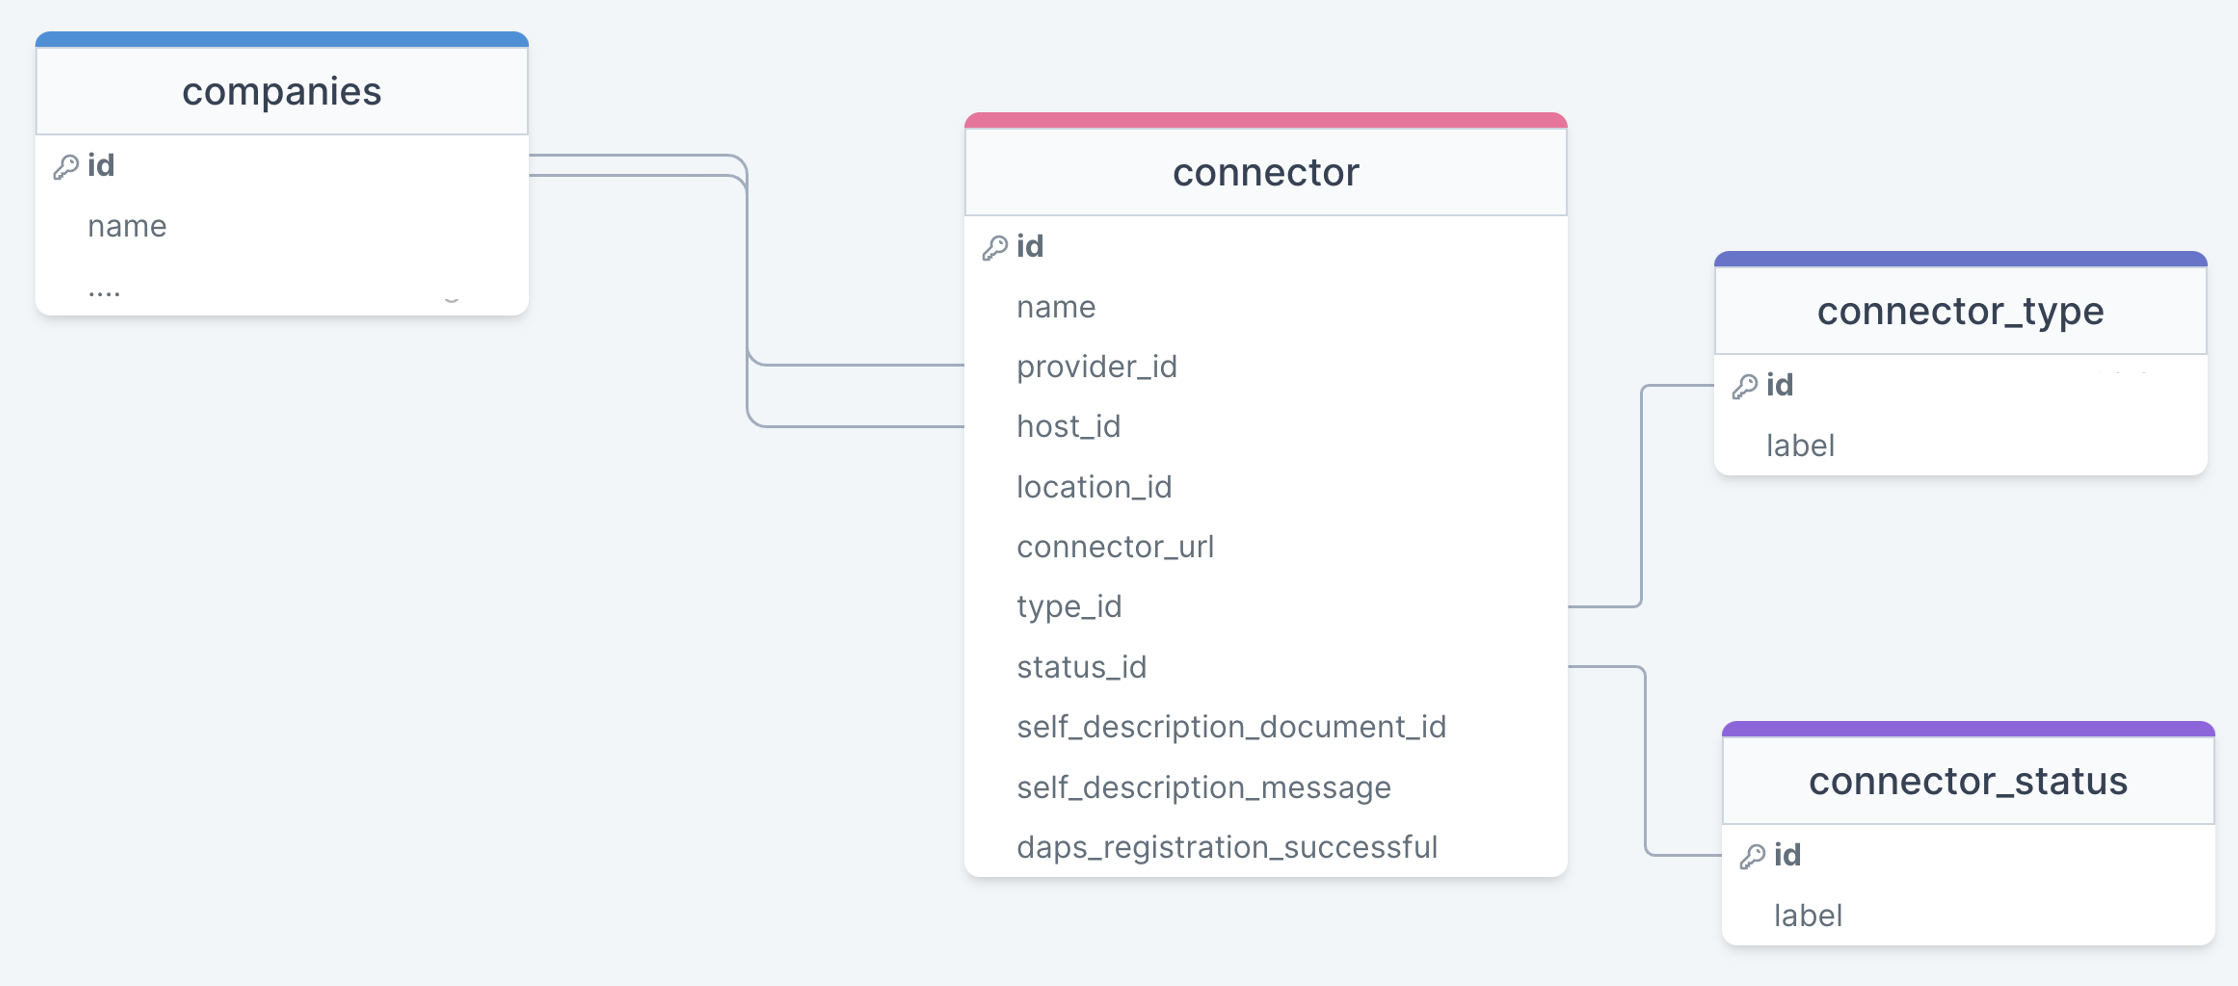 companies
id
name
....
connector
id
name
provider_id
host_id
location_id
connector_url
type_id
status_id
self_description_document_id
self_description_message
daps_registration_successful
connector_type
id
label
connector_status
id
label